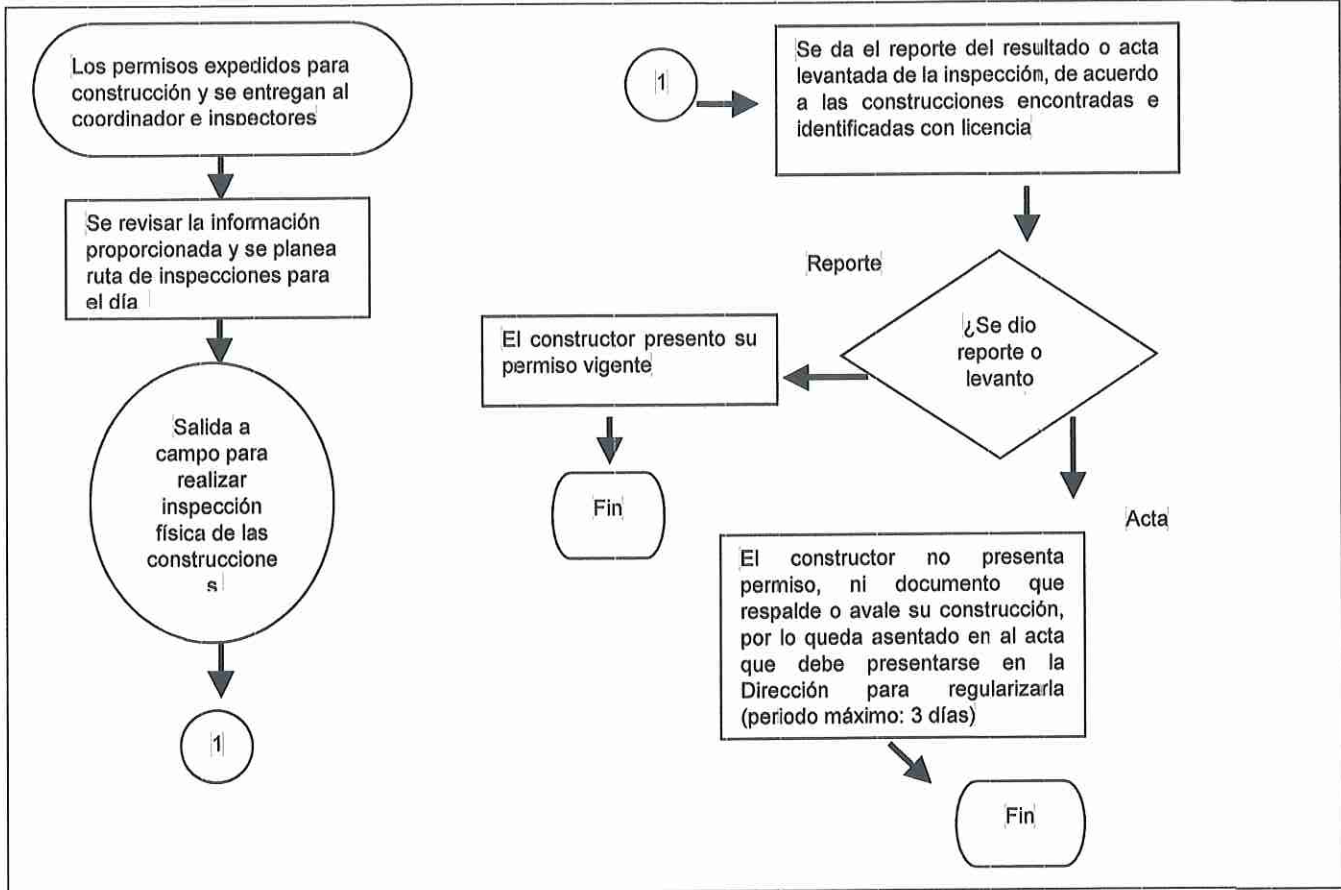 Los permisos expedidos para
construcción y se entregan al
coordinador e inspectores
Se revisar la información
proporcionada y se planea
ruta de inspecciones para
el día
Salida a
campo para
realizar
inspección
física de las
construccione
s
1
1
Se da el reporte del resultado o acta
levantada de la inspección, de acuerdo
a las construcciones encontradas e
identificadas con licencia
¿Se dio
reporte o
levanto
Reporte
El constructor presento su
permiso vigente
Fin
Acta
El constructor no presenta
permiso, ni documento que
respalde o avale su construcción,
por lo queda asentado en al acta
que debe presentarse en la
Dirección para regularizarla
(periodo máximo: 3 días)
Fin